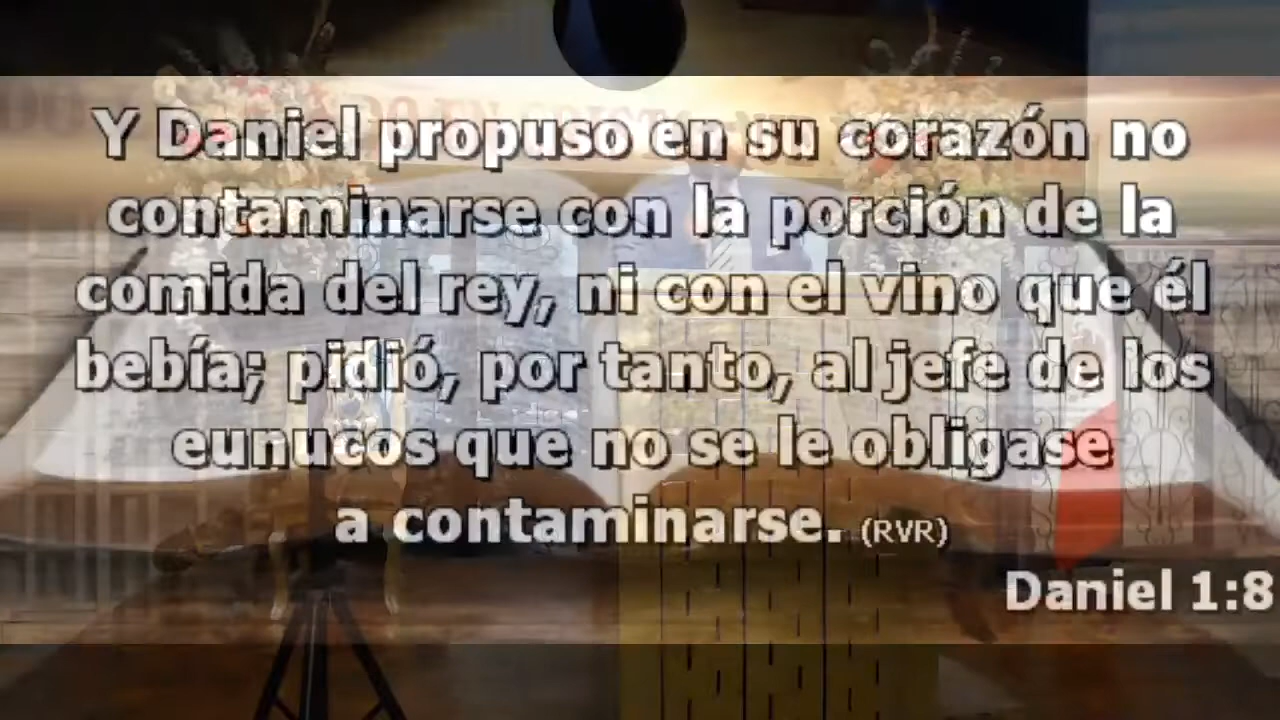 Y Daniel propuso en su corazón no
contaminarse con la porción de la
comida del rey, ni con el vino que él
bebía; pidió, por tanto, al jefe de los
eunucos que no se le obligase
a contaminarse. (RVR)
Daniel 1:8